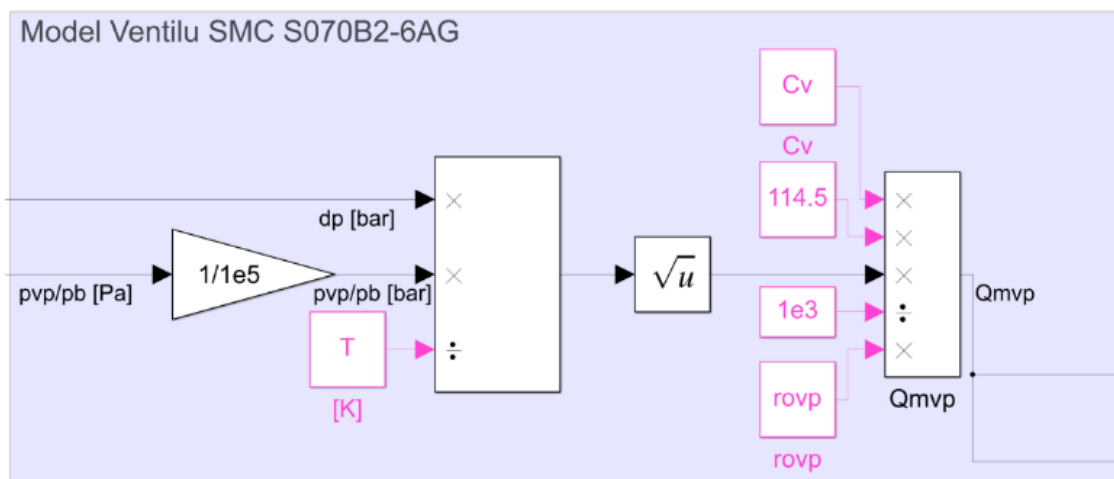 Model Ventilu SMC S070B2-6AG
Cv
Cv
114.5
×
×
dp [bar]
×
1/1e5
×
√u
×
Qmvp
pvp/pb [Pa]
pvp/pb [bar]
1e3
÷
T
÷
×
[K]
rovp
Qmvp
rovp